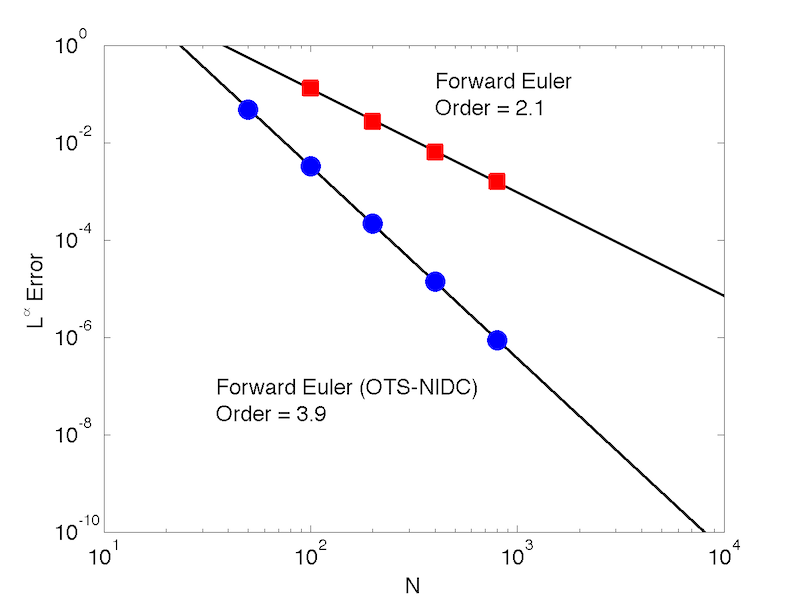 10^0
10^-2
10^-4
10^-6
10^-8
10^-10
L^∝ Error
Forward Euler
Order = 2.1
Forward Euler (OTS-NIDC)
Order = 3.9
10^1 10^2 10^3 10^4
N